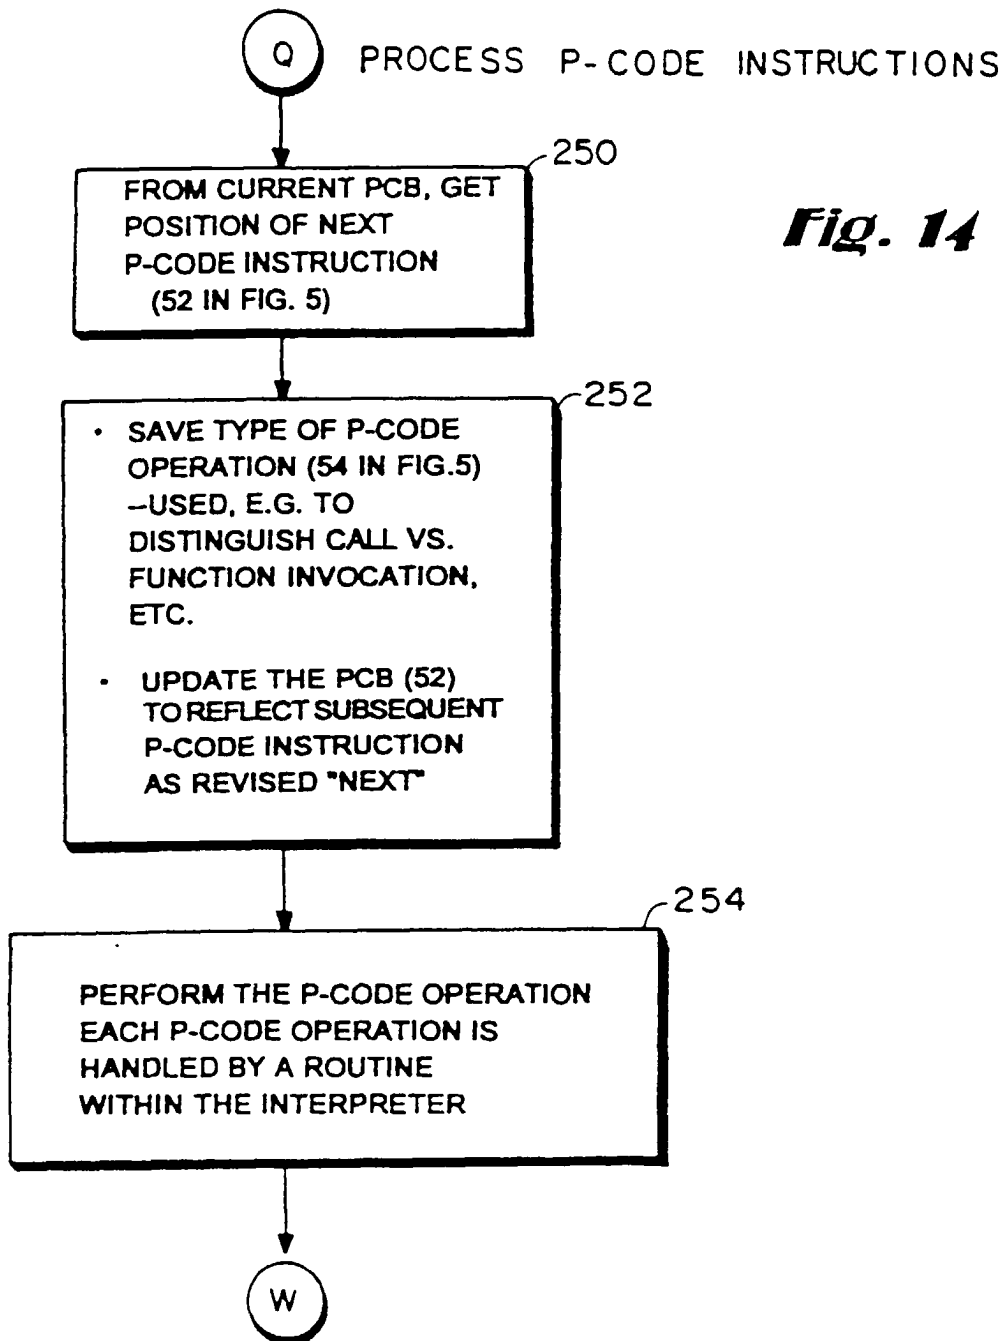 Q PROCESS P-CODE INSTRUCTIONS
250
FROM CURRENT PCB, GET
POSITION OF NEXT
P-CODE INSTRUCTION
(52 IN FIG. 5)
Fig. 14
252
• SAVE TYPE OF P-CODE
OPERATION (54 IN FIG.5)
–USED, E.G. TO
DISTINGUISH CALL VS.
FUNCTION INVOCATION,
ETC.
• UPDATE THE PCB (52)
TO REFLECT SUBSEQUENT
P-CODE INSTRUCTION
AS REVISED "NEXT"
254
PERFORM THE P-CODE OPERATION
EACH P-CODE OPERATION IS
HANDLED BY A ROUTINE
WITHIN THE INTERPRETER
W